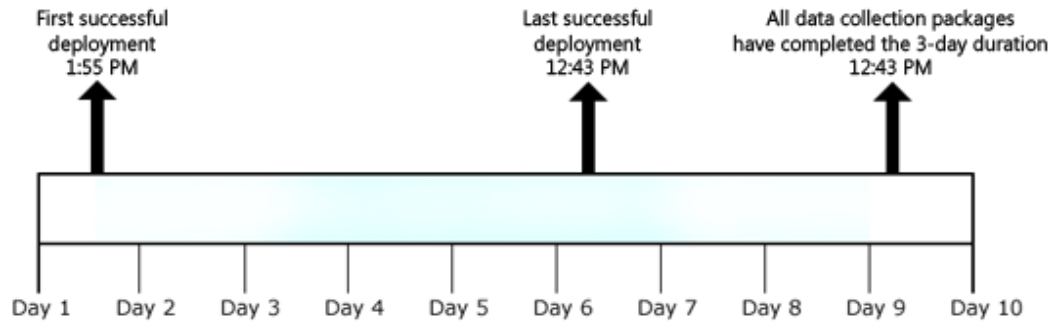 First successful
deployment
1:55 PM
Last successful
deployment
12:43 PM
All data collection packages
have completed the 3-day duration
12:43 PM
Day 1 Day 2 Day 3 Day 4 Day 5 Day 6 Day 7 Day 8 Day 9 Day 10